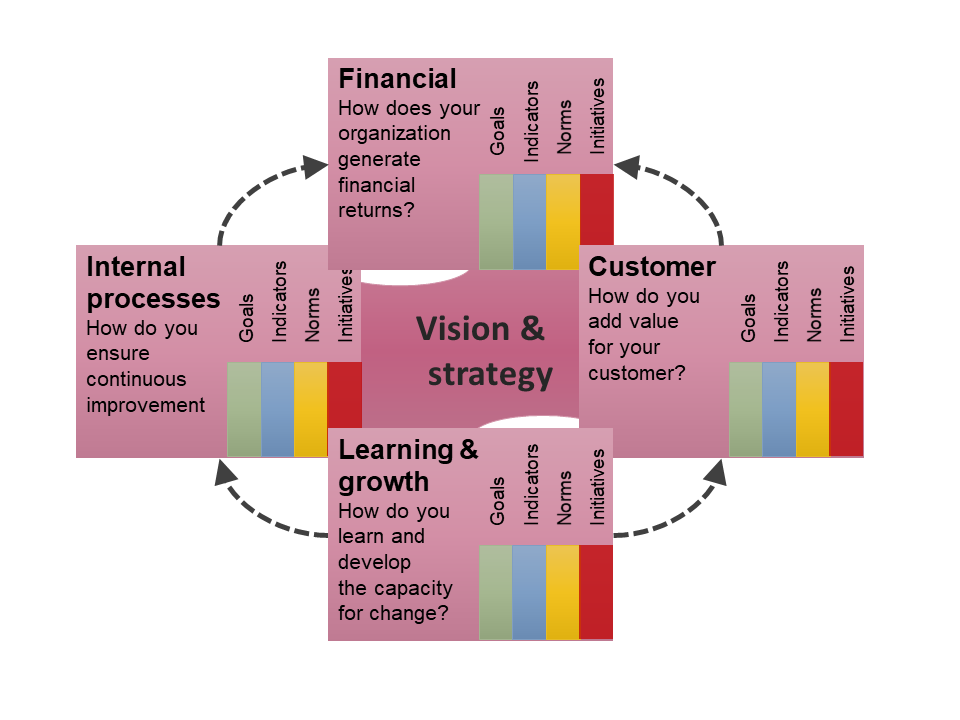 Financial
How does your
organization
generate
financial
returns?
Goals
Indicators
Norms
Initiatives
Internal
processes
How do you
ensure
continuous
improvement
Goals
Indicators
Norms
Initiatives
Vision &
strategy
Customer
How do you
add value
for your
customer?
Goals
Indicators
Norms
Initiatives
Learning &
growth
How do you
learn and
develop
the capacity
for change?
Goals
Indicators
Norms
Initiatives